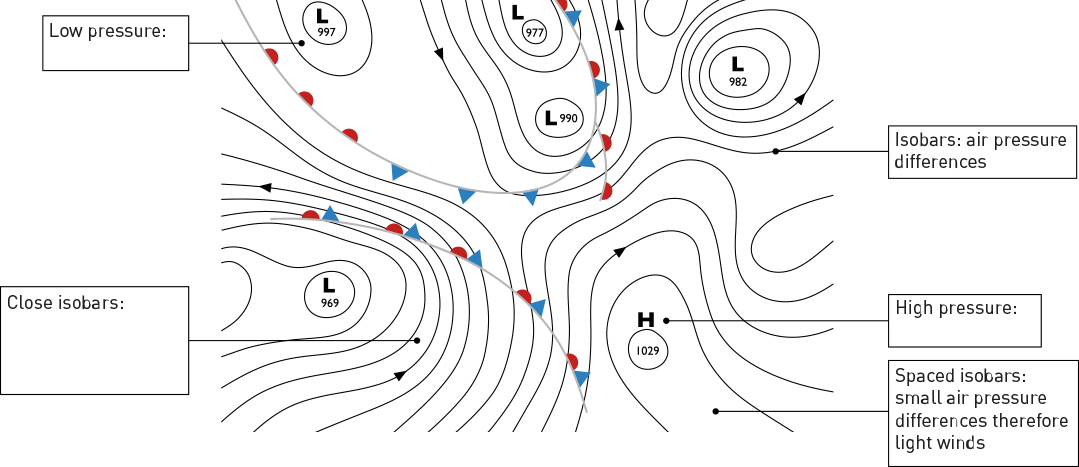 Low pressure:
L
997
L
977
L
982
L 990
Isobars: air pressure
differences
Close isobars:
L
969
H
1029
High pressure:
Spaced isobars:
small air pressure
differences therefore
light winds